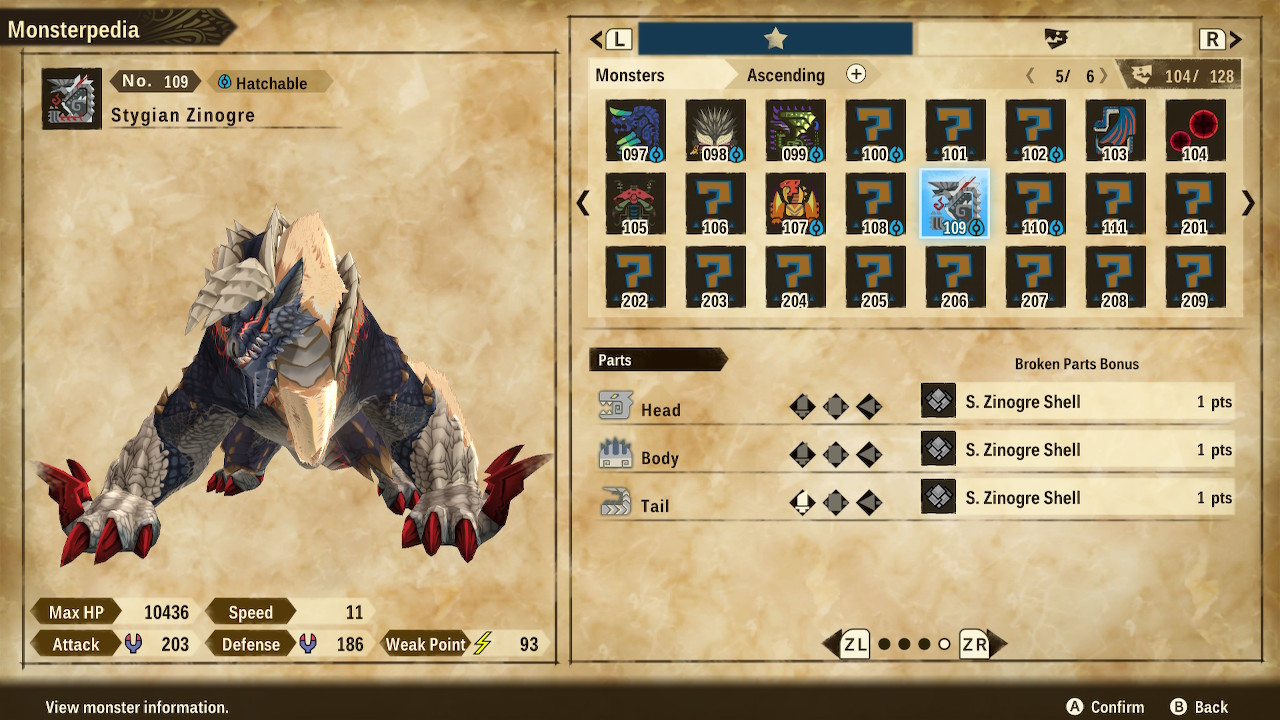 Monsterpedia
No. 109 Hatchable
Stygian Zinogre
Max HP 10436 Speed 11
Attack 203 Defense 186 Weak Point 93
L R
Monsters Ascending 5/ 6 104/ 128
097 098 099 100 101 102 103 104
105 106 107 108 109 110 111 201
202 203 204 205 206 207 208 209
Parts Broken Parts Bonus
Head S. Zinogre Shell 1 pts
Body S. Zinogre Shell 1 pts
Tail S. Zinogre Shell 1 pts
ZL ZR
View monster information. A Confirm B Back